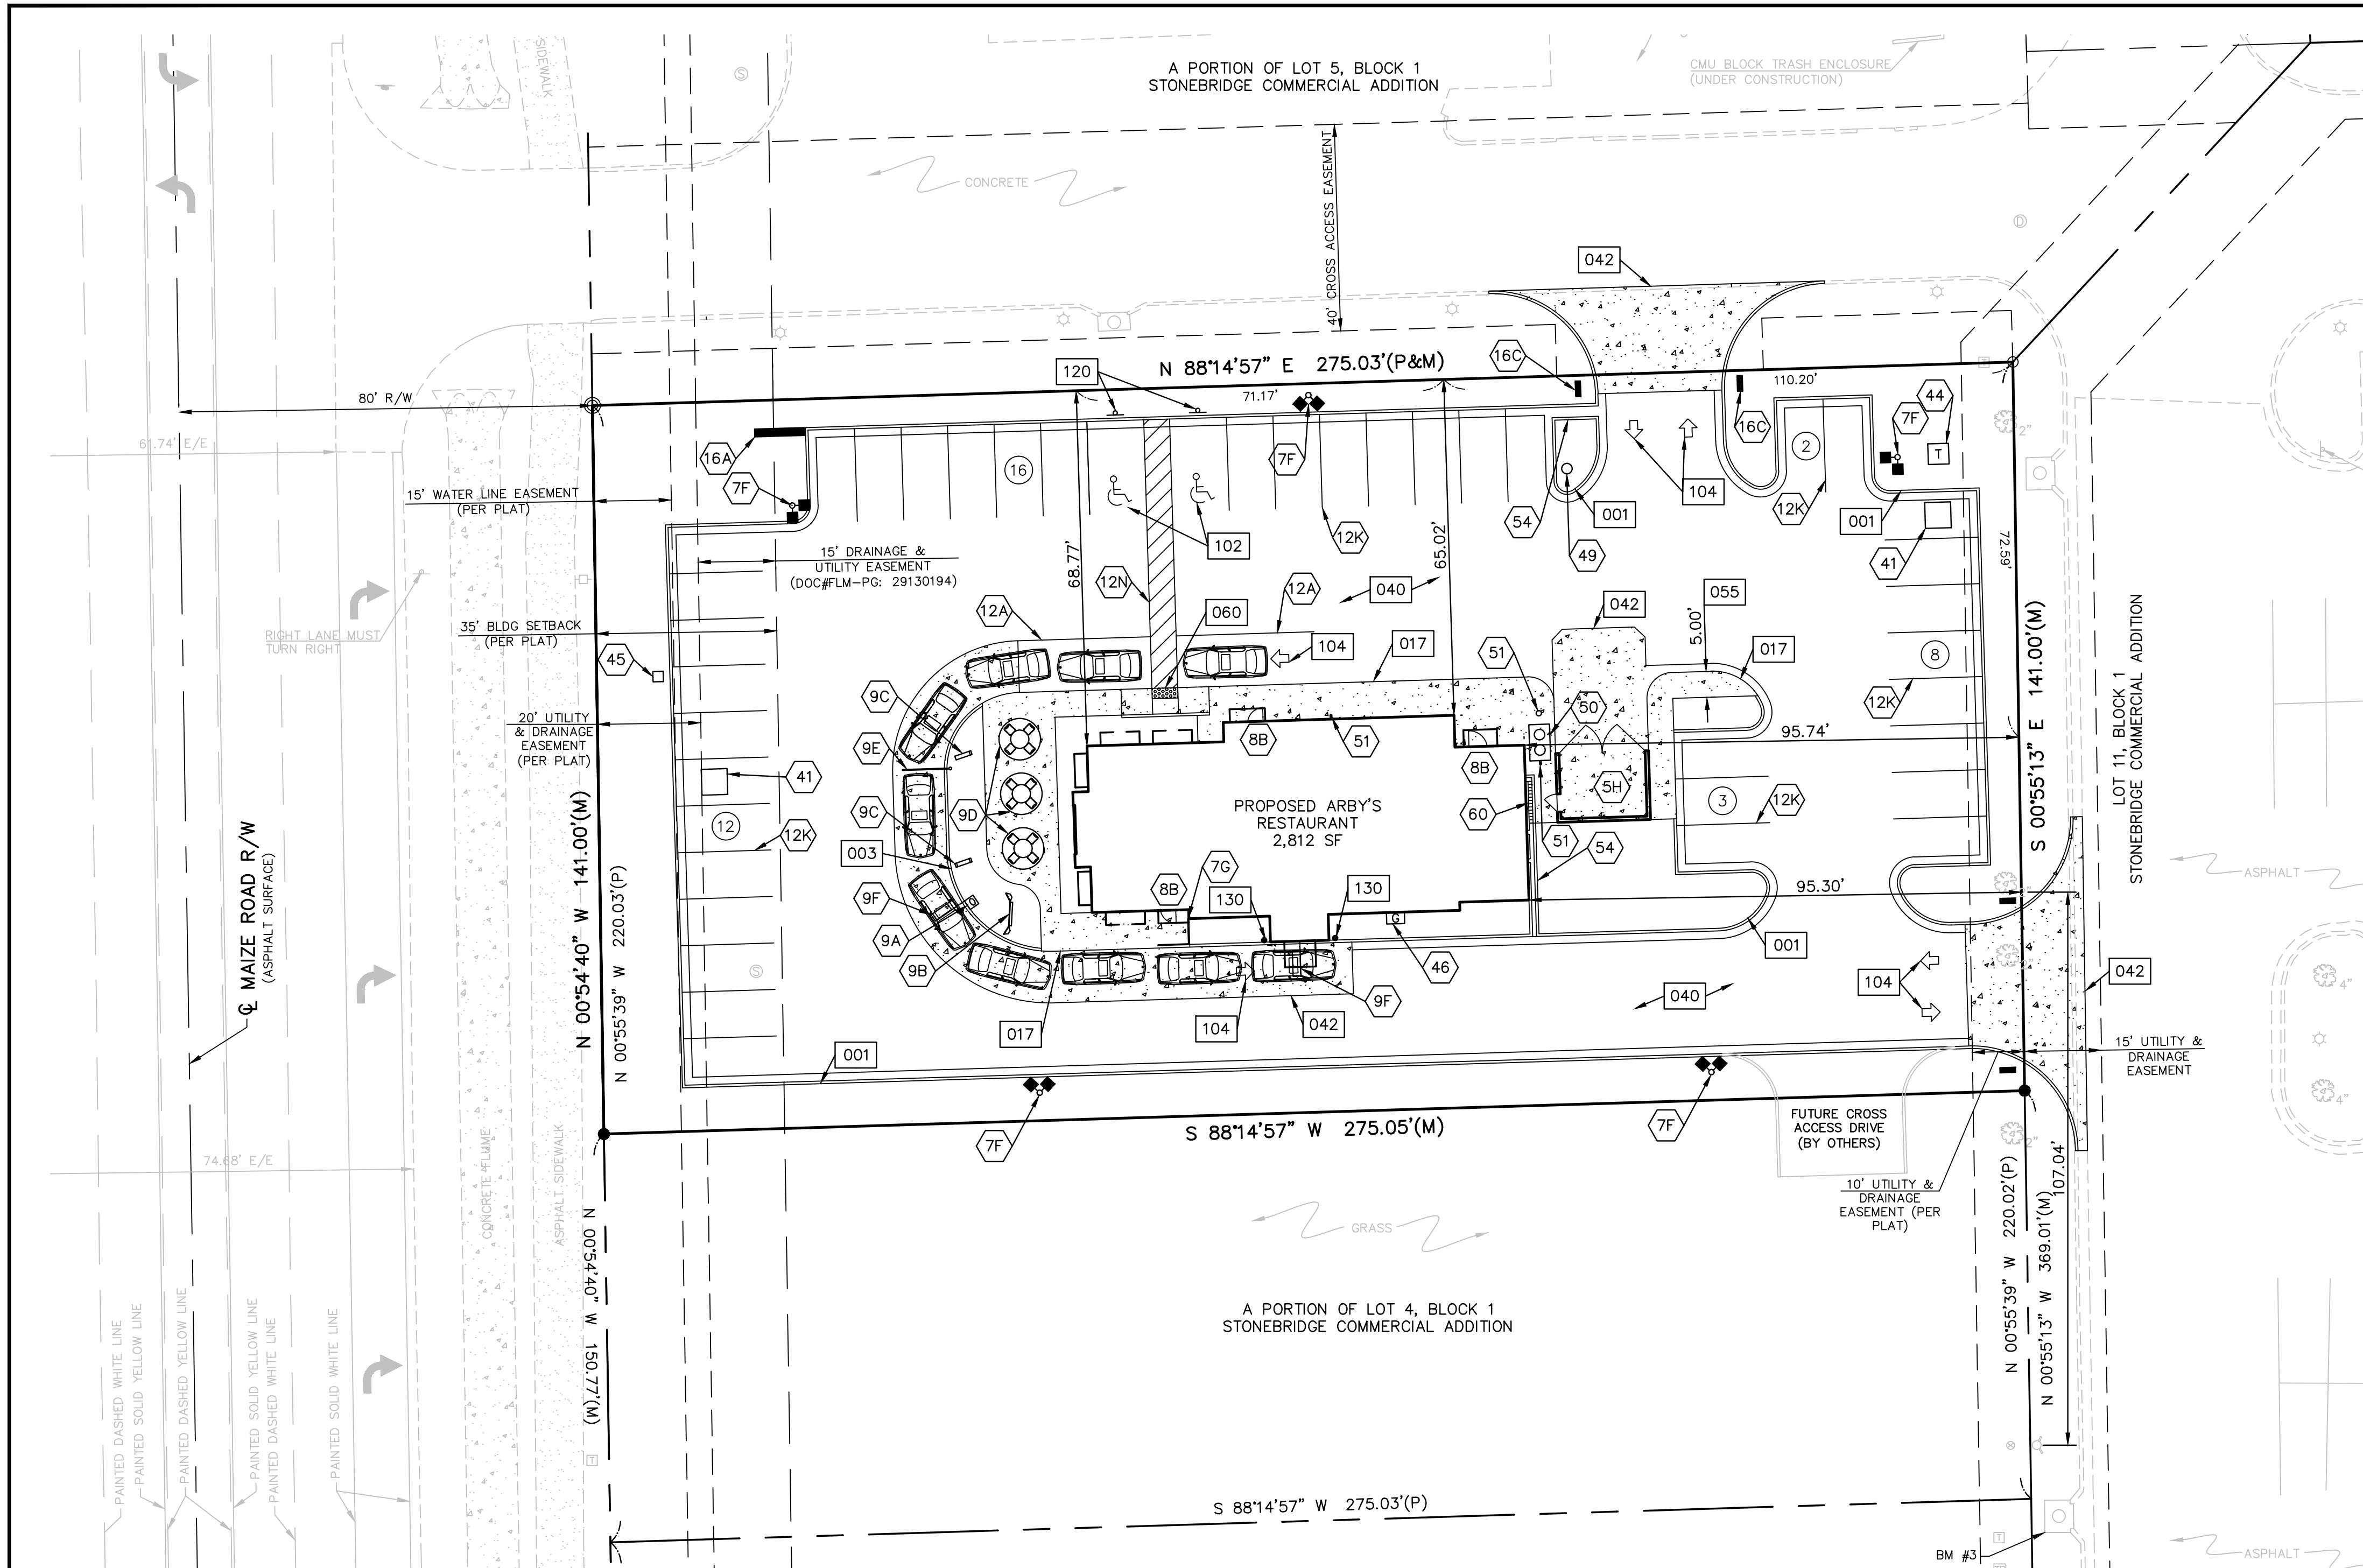 SIDEWALK
S
A PORTION OF LOT 5, BLOCK 1
STONEBRIDGE COMMERCIAL ADDITION
CMU BLOCK TRASH ENCLOSURE
(UNDER CONSTRUCTION)
CONCRETE
40' CROSS ACCESS EASEMENT
D
042
N 88°14'57" E 275.03'(P&M)
16C
120
71.17'
110.20'
80' R/W
61.74' E/E
16A
7F
16
7F
16C
2
7F
44
T
2"
15' WATER LINE EASEMENT
(PER PLAT)
104
001
54
12K
001
49
12K
102
41
72.59'
15' DRAINAGE &
UTILITY EASEMENT
(DOC#FLM-PG: 29130194)
68.77'
65.02'
12N
12A
12A
040
060
042
055
5.00'
35' BLDG SETBACK
(PER PLAT)
RIGHT LANE MUST
TURN RIGHT
45
104
017
51
017
8
12K
9C
9E
20' UTILITY
& DRAINAGE
EASEMENT
(PER PLAT)
8B
51
50
8B
95.74'
41
9C
9D
PROPOSED ARBY'S
RESTAURANT
2,812 SF
60
5H
3
12K
12
12K
003
51
54
S 00°55'13" E 141.00'(M)
LOT 11, BLOCK 1
STONEBRIDGE COMMERCIAL ADDITION
ASPHALT
℄ MAIZE ROAD R/W
(ASPHALT SURFACE)
N 00°54'40" W 141.00'(M)
N 00°55'39" W 220.03'(P)
7G
8B
130
130
9F
9A
9B
G
46
95.30'
001
104
042
9F
040
017
104
042
001
4"
15' UTILITY &
DRAINAGE
EASEMENT
S
7F
7F
S 88°14'57" W 275.05'(M)
FUTURE CROSS
ACCESS DRIVE
(BY OTHERS)
2"
4"
74.68' E/E
CONCRETE FLUME
ASPHALT SIDEWALK
10' UTILITY &
DRAINAGE
EASEMENT (PER
PLAT)
107.04'
GRASS
N 00°54'40" W 150.77'(M)
N 00°55'39" W 220.02'(P)
N 00°55'13" W 369.01'(M)
A PORTION OF LOT 4, BLOCK 1
STONEBRIDGE COMMERCIAL ADDITION
PAINTED DASHED WHITE LINE
PAINTED SOLID YELLOW LINE
PAINTED DASHED YELLOW LINE
PAINTED SOLID YELLOW LINE
PAINTED DASHED WHITE LINE
PAINTED SOLID WHITE LINE
T
S 88°14'57" W 275.03'(P)
T
BM #3
ASPHALT